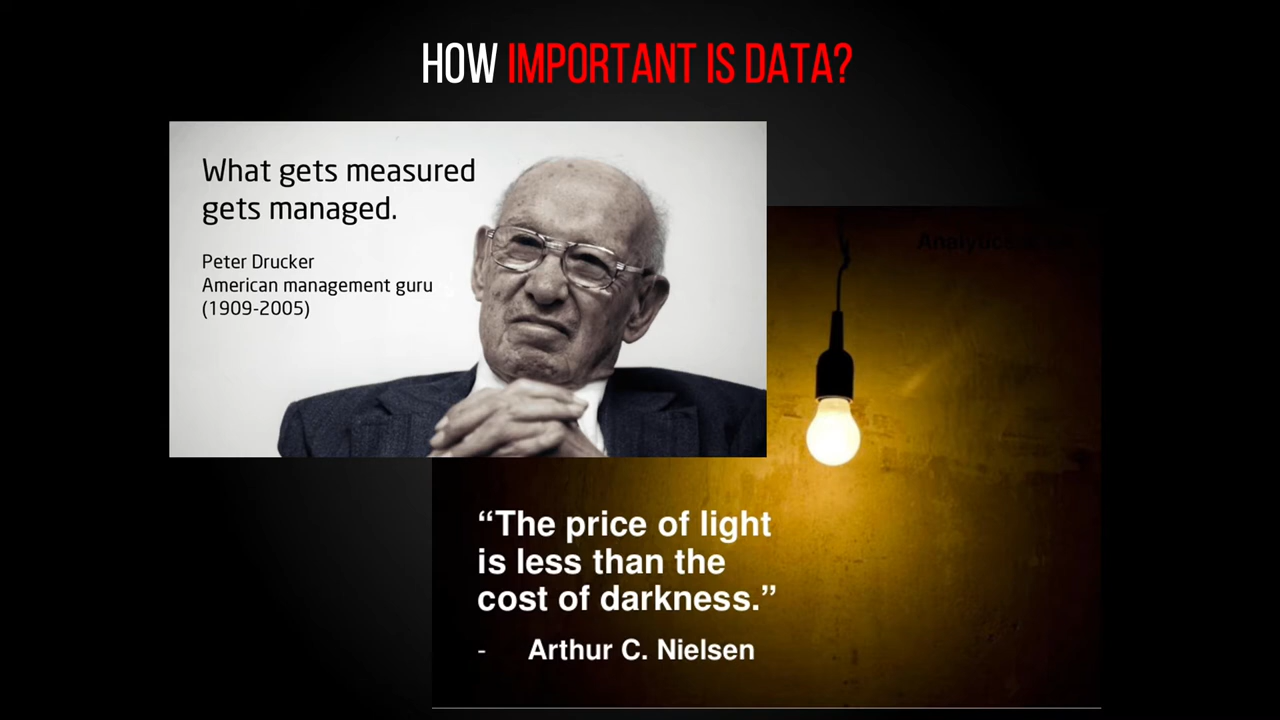 HOW IMPORTANT IS DATA?
What gets measured
gets managed.
Peter Drucker
American management guru
(1909-2005)
Analytics
“The price of light
is less than the
cost of darkness.”
- Arthur C. Nielsen